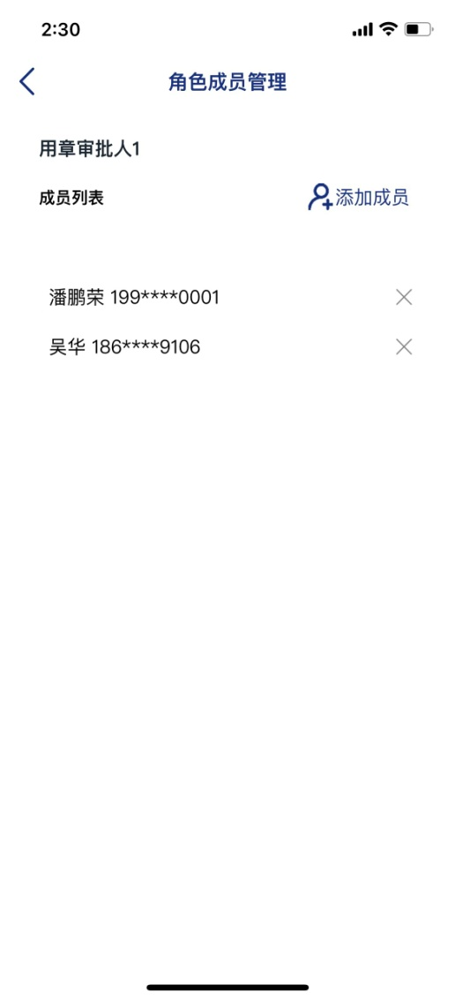 2:30
角色成员管理
用章审批人1
成员列表
添加成员
潘鹏荣 199****0001
吴华 186****9106